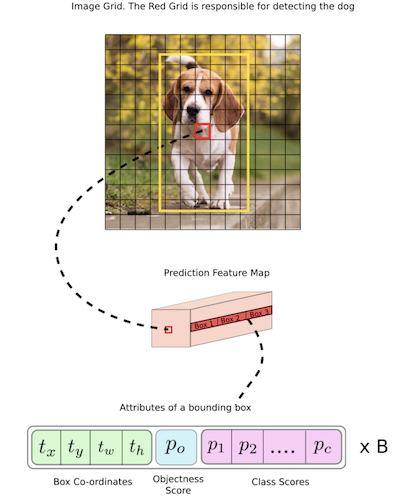 Image Grid. The Red Grid is responsible for detecting the dog
Prediction Feature Map
Box 1 Box 2 Box 3
Attributes of a bounding box
t_x t_y t_w t_h p_o p_1 p_2 .... p_c x B
Box Co-ordinates
Objectness
Score
Class Scores